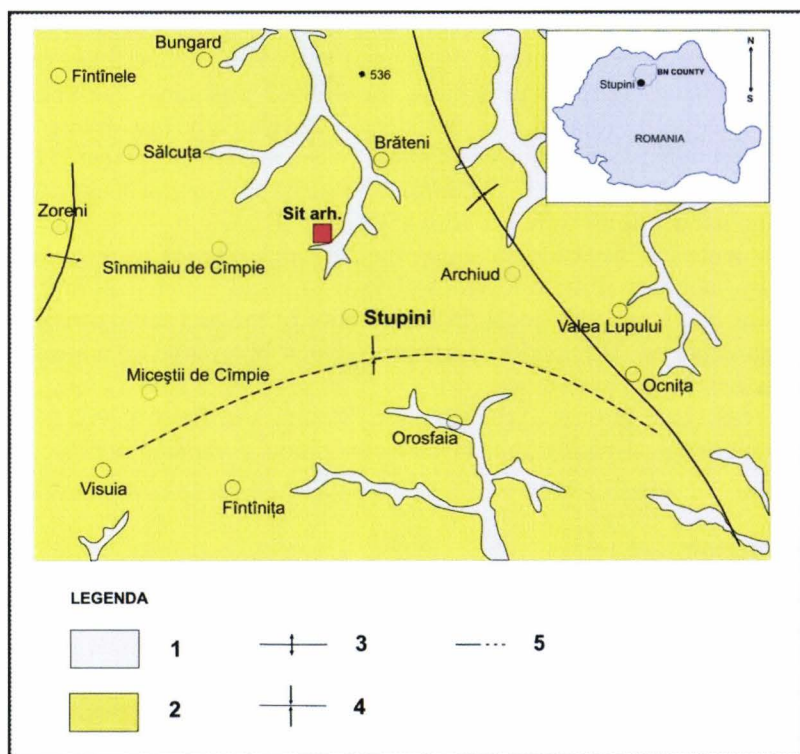 Bungard
Fîntînele
536
Sălcuța
Brăteni
Zoreni
Sit arh.
Sînmihaiu de Cîmpie
Archiud
Stupini
Valea Lupului
Miceștii de Cîmpie
Ocnița
Orosfaia
Visuia
Fîntînița
N
BN COUNTY
Stupini
S
ROMANIA
LEGENDA
1
3
5
2
4